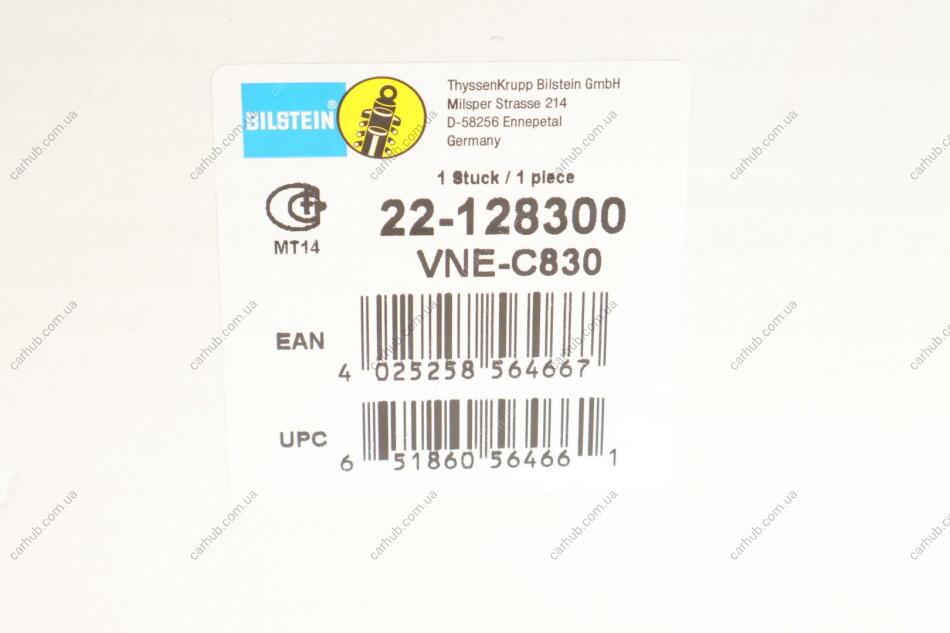 BILSTEIN®
ThyssenKrupp Bilstein GmbH
Milsper Strasse 214
D-58256 Ennepetal
Germany
1 Stuck / 1 piece
22-128300
VNE-C830
MT14
EAN
4 025258 564667
UPC
6 51860 56466 1
carhub.com.ua